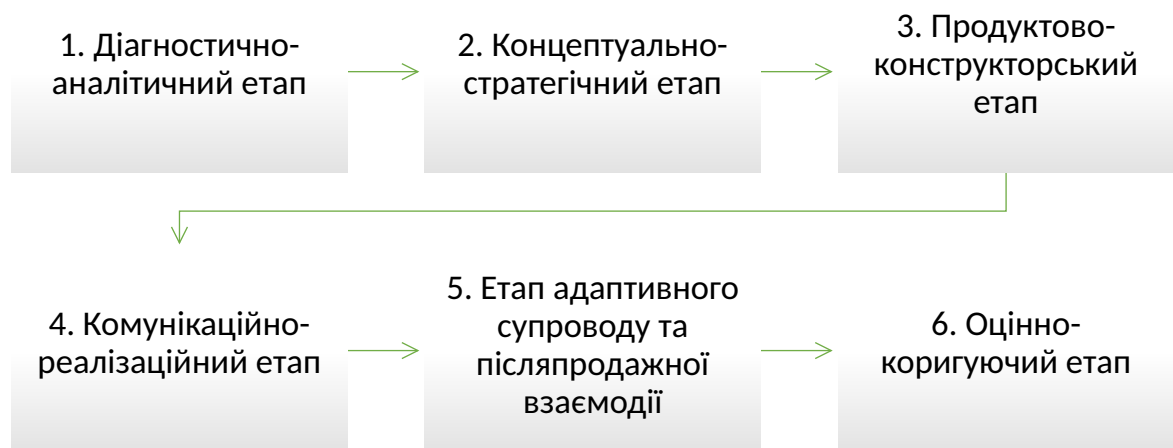 1. Діагностично-
аналітичний етап
2. Концептуально-
стратегічний етап
3. Продуктово-
конструкторський
етап
4. Комунікаційно-
реалізаційний етап
5. Етап адаптивного
супроводу та
післяпродажної
взаємодії
6. Оцінно-
коригуючий етап